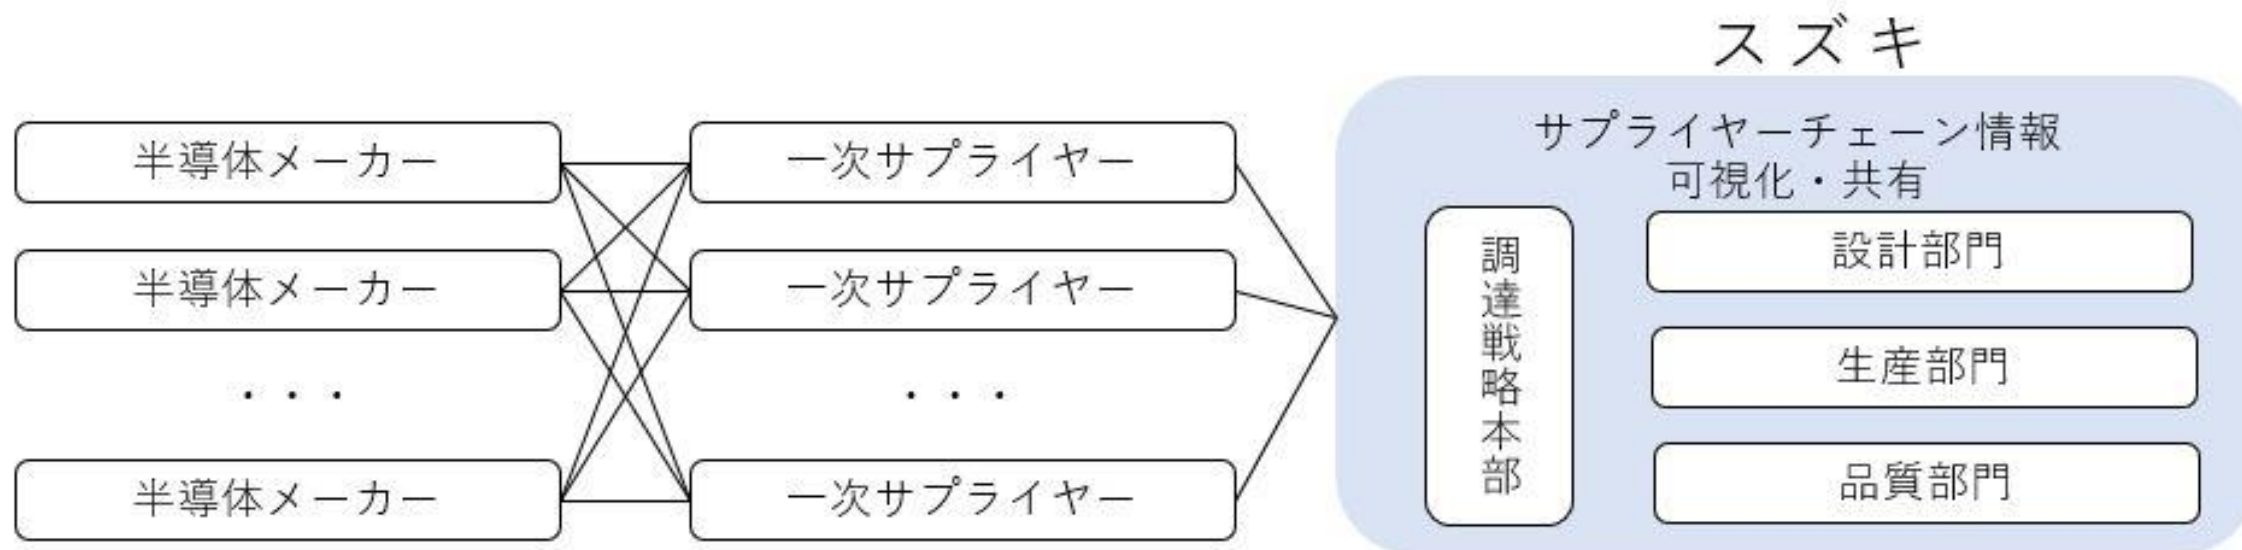 スズキ
サプライヤーチェーン情報
可視化・共有
半導体メーカー
半導体メーカー
・・・
半導体メーカー
一次サプライヤー
一次サプライヤー
・・・
一次サプライヤー
調達戦略本部
設計部門
生産部門
品質部門